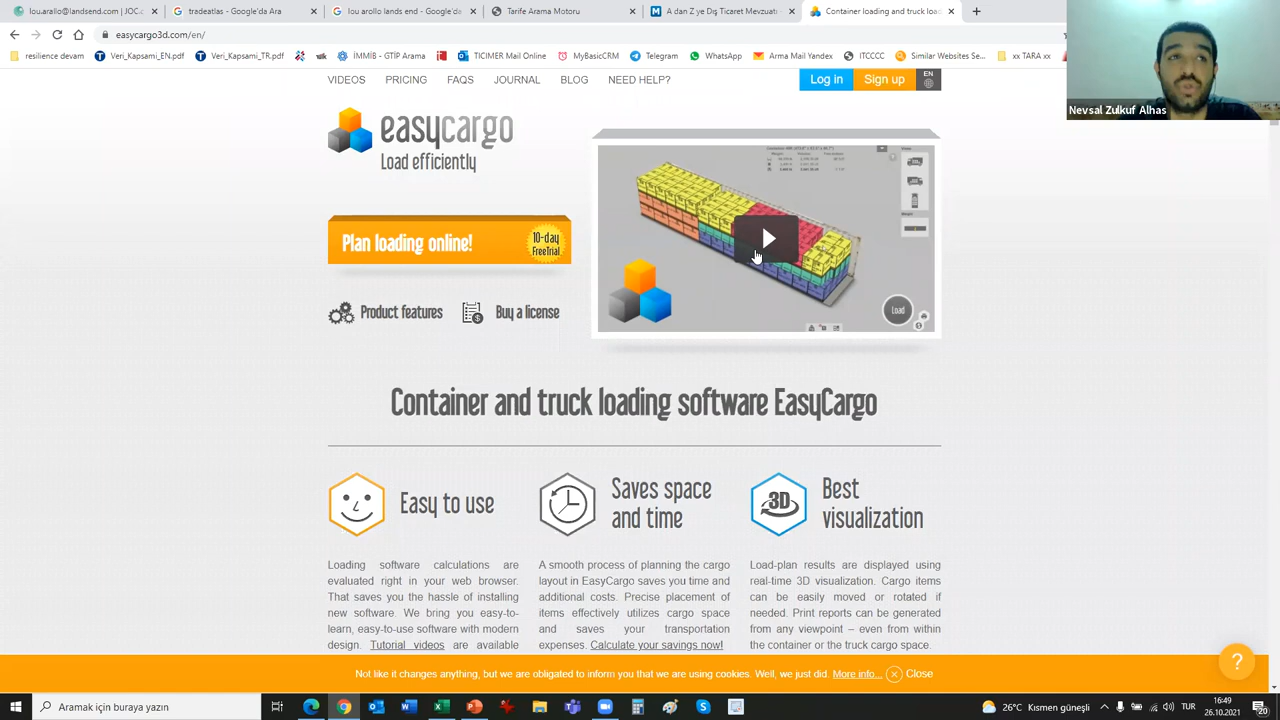 lou.arallo@landsend.com | JOC.c
tradeatlas - Google'da Ara
lou arollo lands end - Google'da
Tarife Arama Motoru
A dan Z ye Dış Ticaret Mevzuatı
Container loading and truck load
easycargo3d.com/en/
resilience devam
Veri_Kapsami_EN.pdf
Veri_Kapsami_TR.pdf
İMMİB - GTİP Arama
TICIMER Mail Online
MyBasicCRM
Telegram
WhatsApp
Arma Mail Yandex
ITCCCC
Similar Websites Se...
xx TARA xx
Nevsal Zulkuf Alhas
VIDEOS
PRICING
FAQS
JOURNAL
BLOG
NEED HELP?
Log in
Sign up
EN
easycargo
Load efficiently
Plan loading online!
10-day
FreeTrial
Product features
Buy a license
Load
Container and truck loading software EasyCargo
Easy to use
Saves space
and time
3D
Best
visualization
Loading software calculations are
evaluated right in your web browser.
That saves you the hassle of installing
new software. We bring you easy-to-
learn, easy-to-use software with modern
design. Tutorial videos are available
A smooth process of planning the cargo
layout in EasyCargo saves you time and
additional costs. Precise placement of
items effectively utilizes cargo space
and saves your transportation
expenses. Calculate your savings now!
Load-plan results are displayed using
real-time 3D visualization. Cargo items
can be easily moved or rotated if
needed. Print reports can be generated
from any viewpoint – even from within
the container or the truck cargo space.
Not like it changes anything, but we are obligated to inform you that we are using cookies. Well, we just did. More info... Close
?
Aramak için buraya yazın
26°C Kısmen güneşli
TUR
16:49
26.10.2021
20